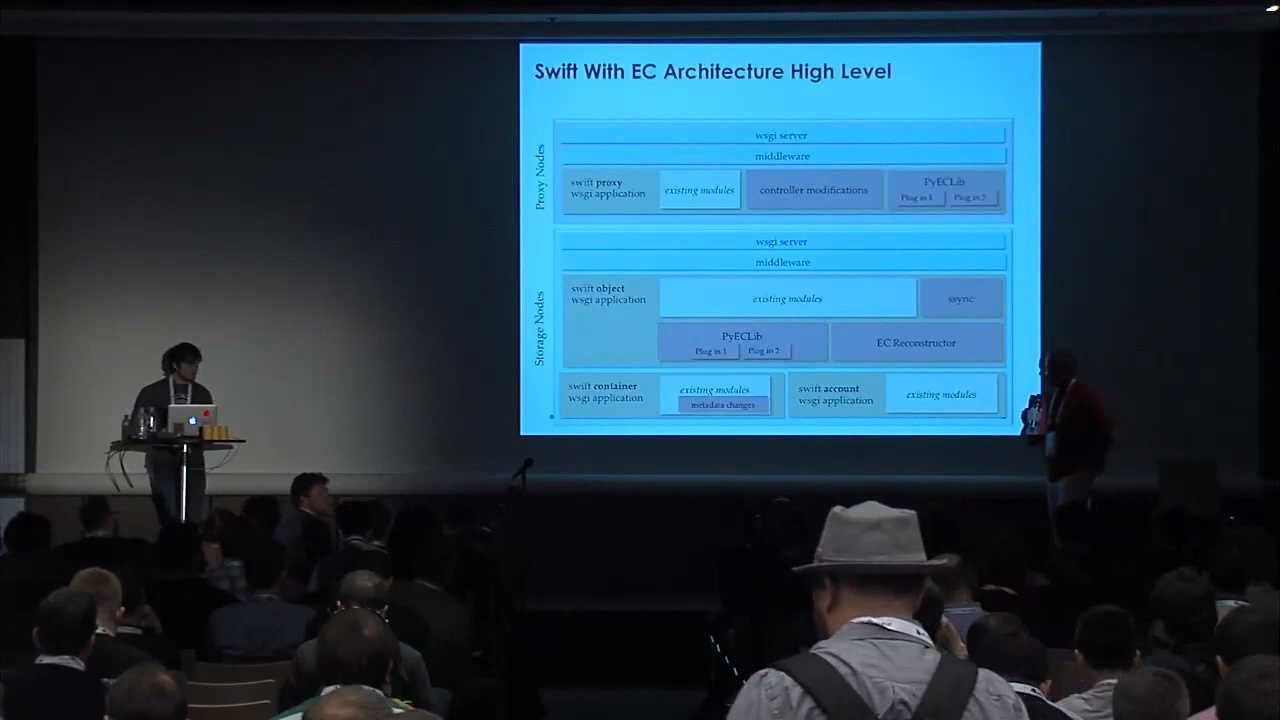 Swift With EC Architecture High Level
Proxy Nodes
wsgi server
middleware
swift proxy
wsgi application
existing modules
controller modifications
PyECLib
Plug in 1
Plug in 2
Storage Nodes
wsgi server
middleware
swift object
wsgi application
existing modules
ssync
PyECLib
Plug in 1
Plug in 2
EC Reconstructor
swift container
wsgi application
existing modules
metadata changes
swift account
wsgi application
existing modules